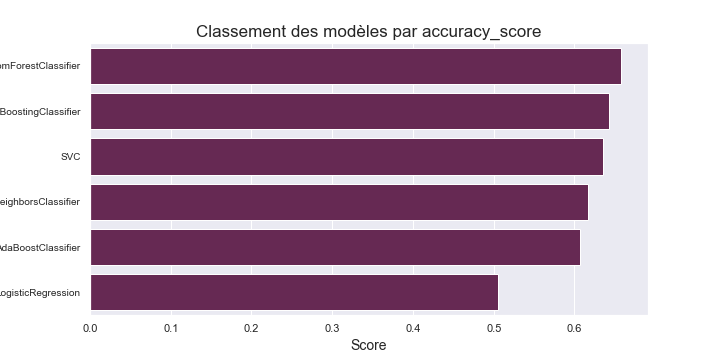 Classement des modèles par accuracy_score
omForestClassifier
BoostingClassifier
SVC
eighborsClassifier
AdaBoostClassifier
LogisticRegression
0.0 0.1 0.2 0.3 0.4 0.5 0.6
Score